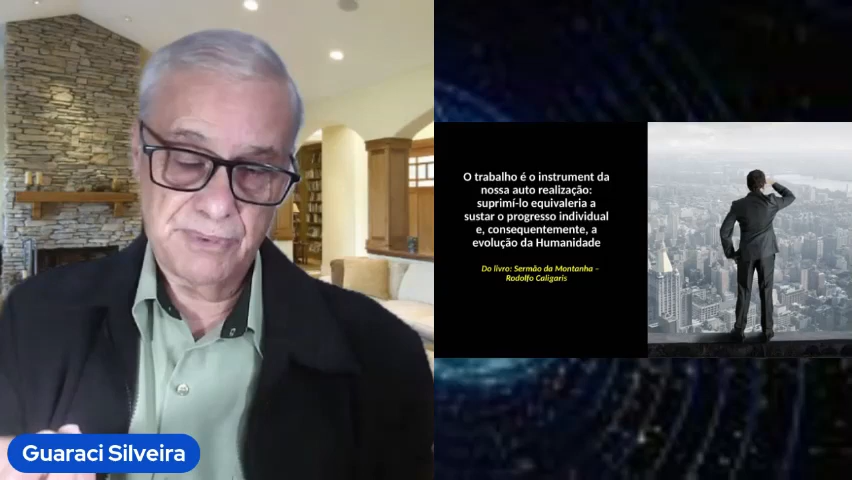 O trabalho é o instrument da
nossa auto realização:
suprimí-lo equivaleria a
sustar o progresso individual
e, consequentemente, a
evolução da Humanidade
Do livro: Sermão da Montanha –
Rodolfo Caligaris
Guaraci Silveira